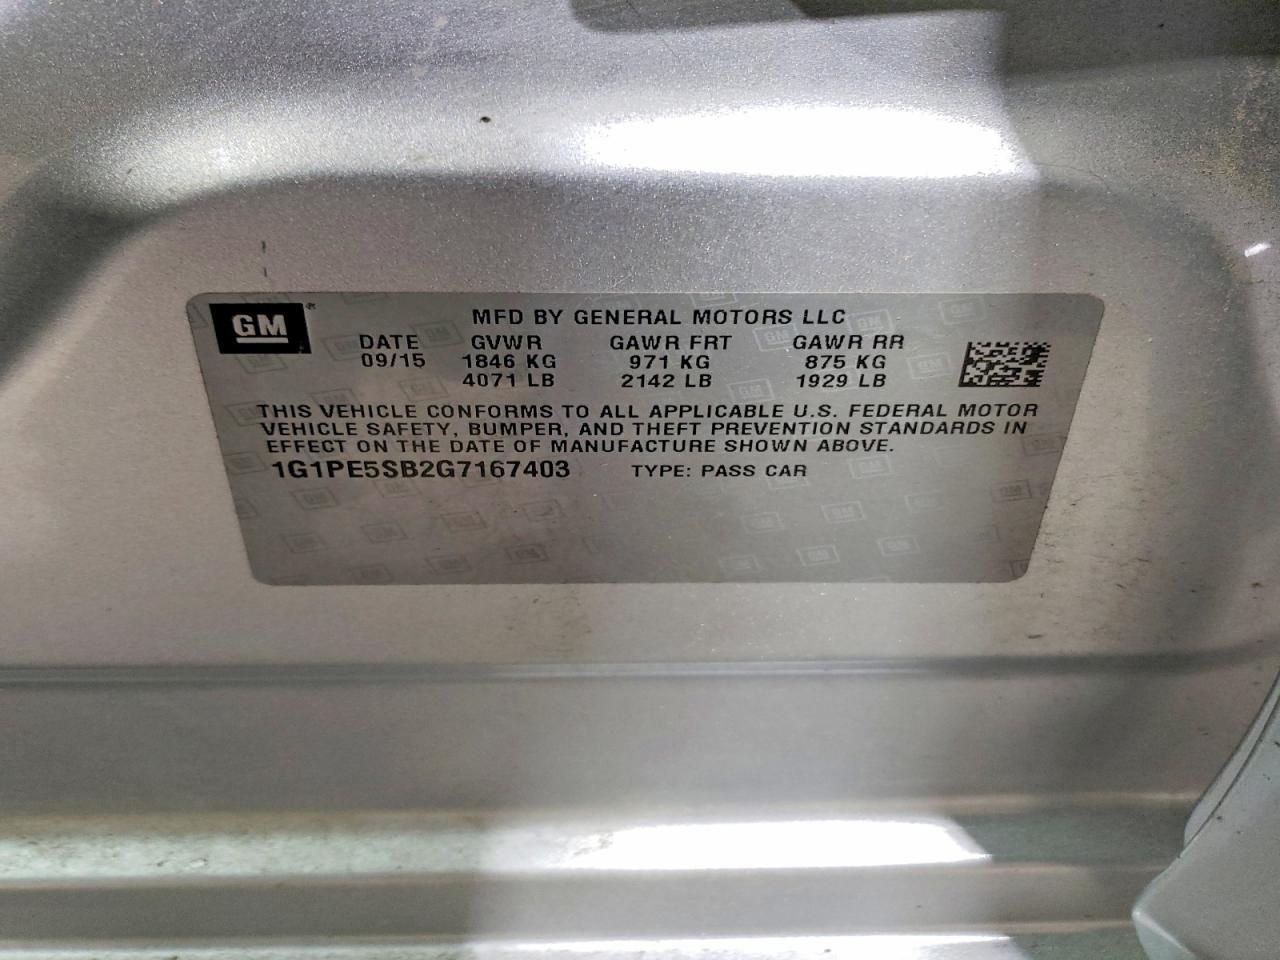 GM ®
MFD BY GENERAL MOTORS LLC
DATE GVWR GAWR FRT GAWR RR
09/15 1846 KG 971 KG 875 KG
4071 LB 2142 LB 1929 LB
THIS VEHICLE CONFORMS TO ALL APPLICABLE U.S. FEDERAL MOTOR
VEHICLE SAFETY, BUMPER, AND THEFT PREVENTION STANDARDS IN
EFFECT ON THE DATE OF MANUFACTURE SHOWN ABOVE.
1G1PE5SB2G7167403 TYPE: PASS CAR